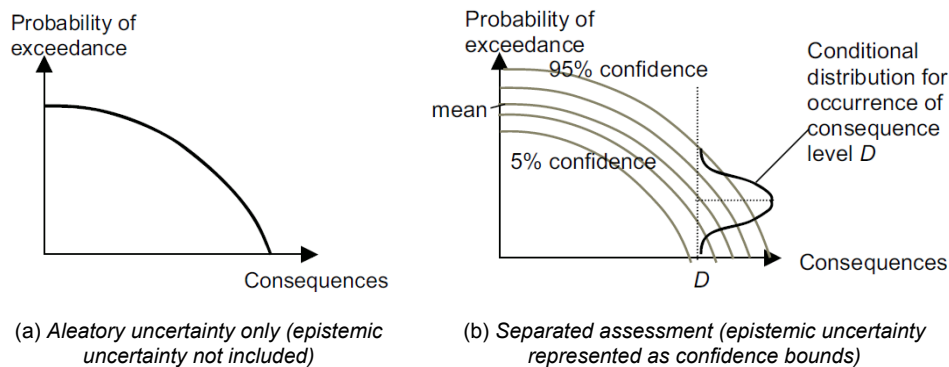 Probability of
exceedance
Consequences
(a) Aleatory uncertainty only (epistemic
uncertainty not included)
Probability of
exceedance
95% confidence
mean
5% confidence
Conditional
distribution for
occurrence of
consequence
level D
Consequences
D
(b) Separated assessment (epistemic uncertainty
represented as confidence bounds)